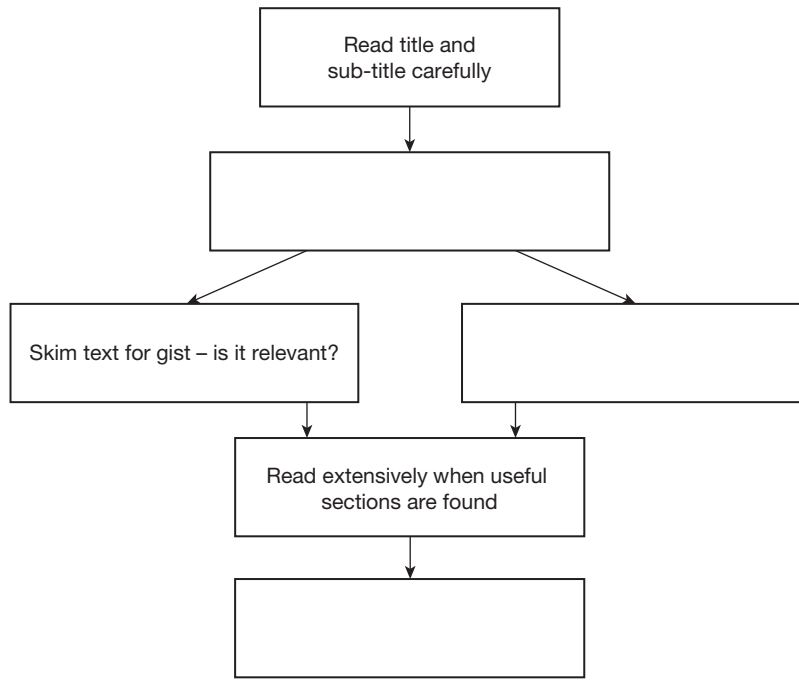 Read title and
sub-title carefully
Skim text for gist – is it relevant?
Read extensively when useful
sections are found